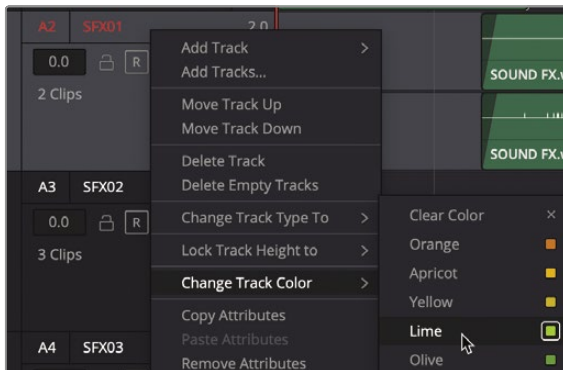 A2 SFX01 2.0
0.0 R
2 Clips
SOUND FX.
SOUND FX.
A3 SFX02
0.0 R
3 Clips
A4 SFX03
Add Track >
Add Tracks...
Move Track Up
Move Track Down
Delete Track
Delete Empty Tracks
Change Track Type To >
Lock Track Height to >
Change Track Color >
Copy Attributes
Paste Attributes
Remove Attributes
Clear Color ×
Orange
Apricot
Yellow
Lime
Olive